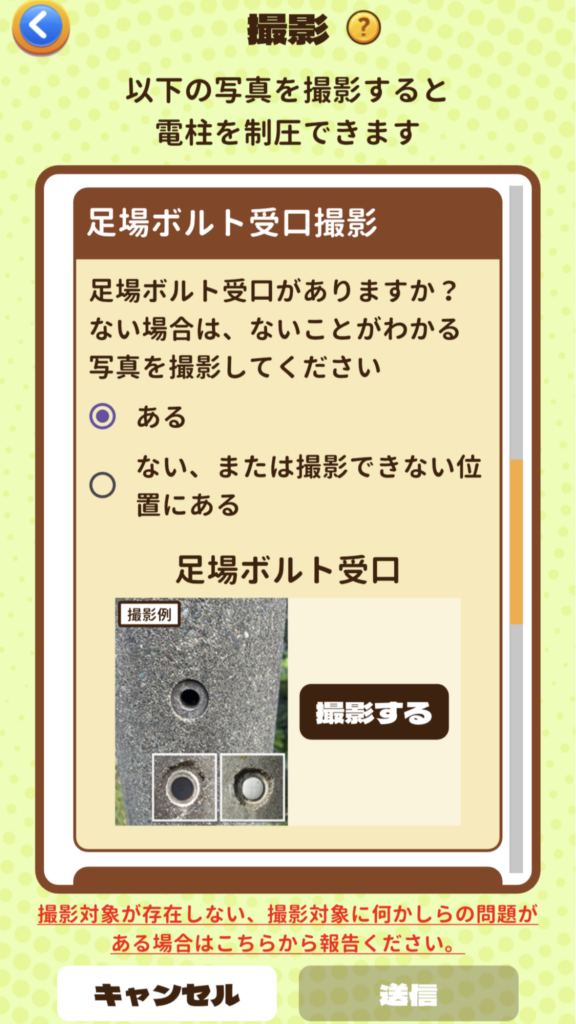 撮影 ?
以下の写真を撮影すると
電柱を制圧できます
足場ボルト受口撮影
足場ボルト受口がありますか？
ない場合は、ないことがわかる
写真を撮影してください
ある
ない、または撮影できない位
置にある
足場ボルト受口
撮影例
撮影する
撮影対象が存在しない、撮影対象に何かしらの問題が
ある場合はこちらから報告ください。
キャンセル
送信